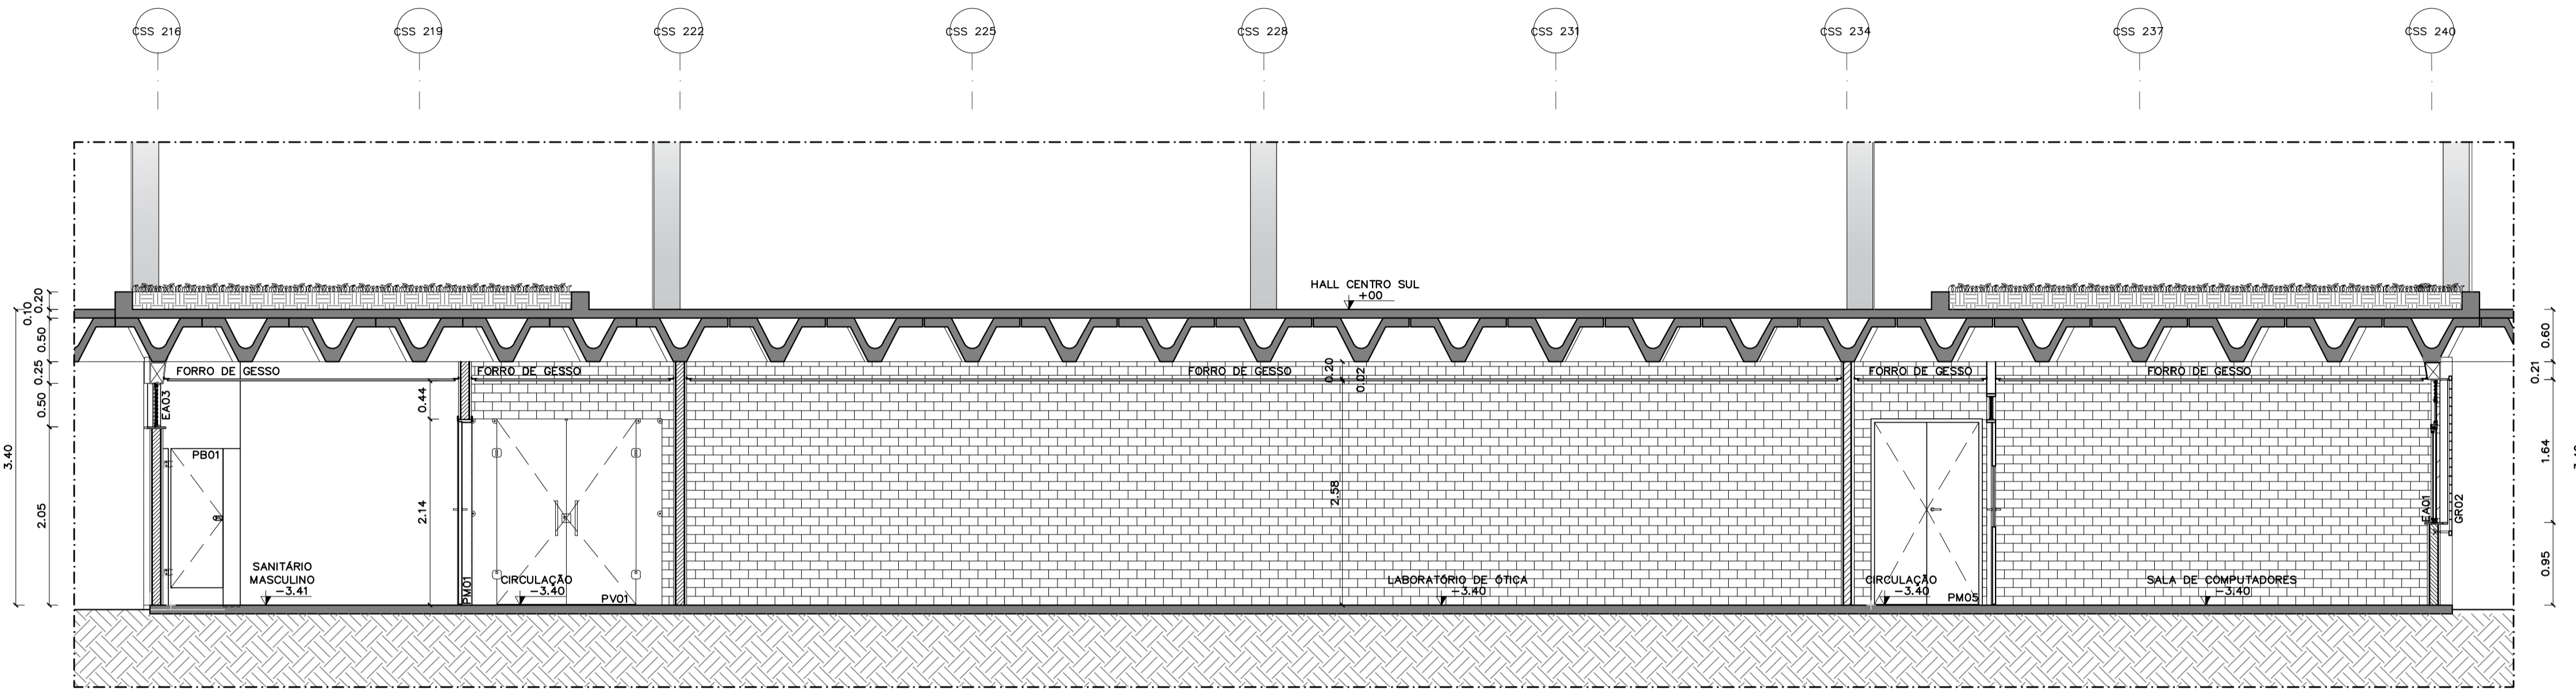 CSS 216
CSS 219
CSS 222
CSS 225
CSS 228
CSS 231
CSS 234
CSS 237
CSS 240
HALL CENTRO SUL
+00
0.20
0.10
0.50
0.25
0.50
2.05
3.40
FORRO DE GESSO
FORRO DE GESSO
FORRO DE GESSO
FORRO DE GESSO
FORRO DE GESSO
0.20
0.02
0.44
2.14
2.58
0.60
0.21
1.64
0.95
EA03
PB01
PM01
PV01
PM05
EA01
GR02
SANITÁRIO
MASCULINO
-3.41
CIRCULAÇÃO
-3.40
LABORATÓRIO DE ÓTICA
-3.40
CIRCULAÇÃO
-3.40
SALA DE COMPUTADORES
-3.40